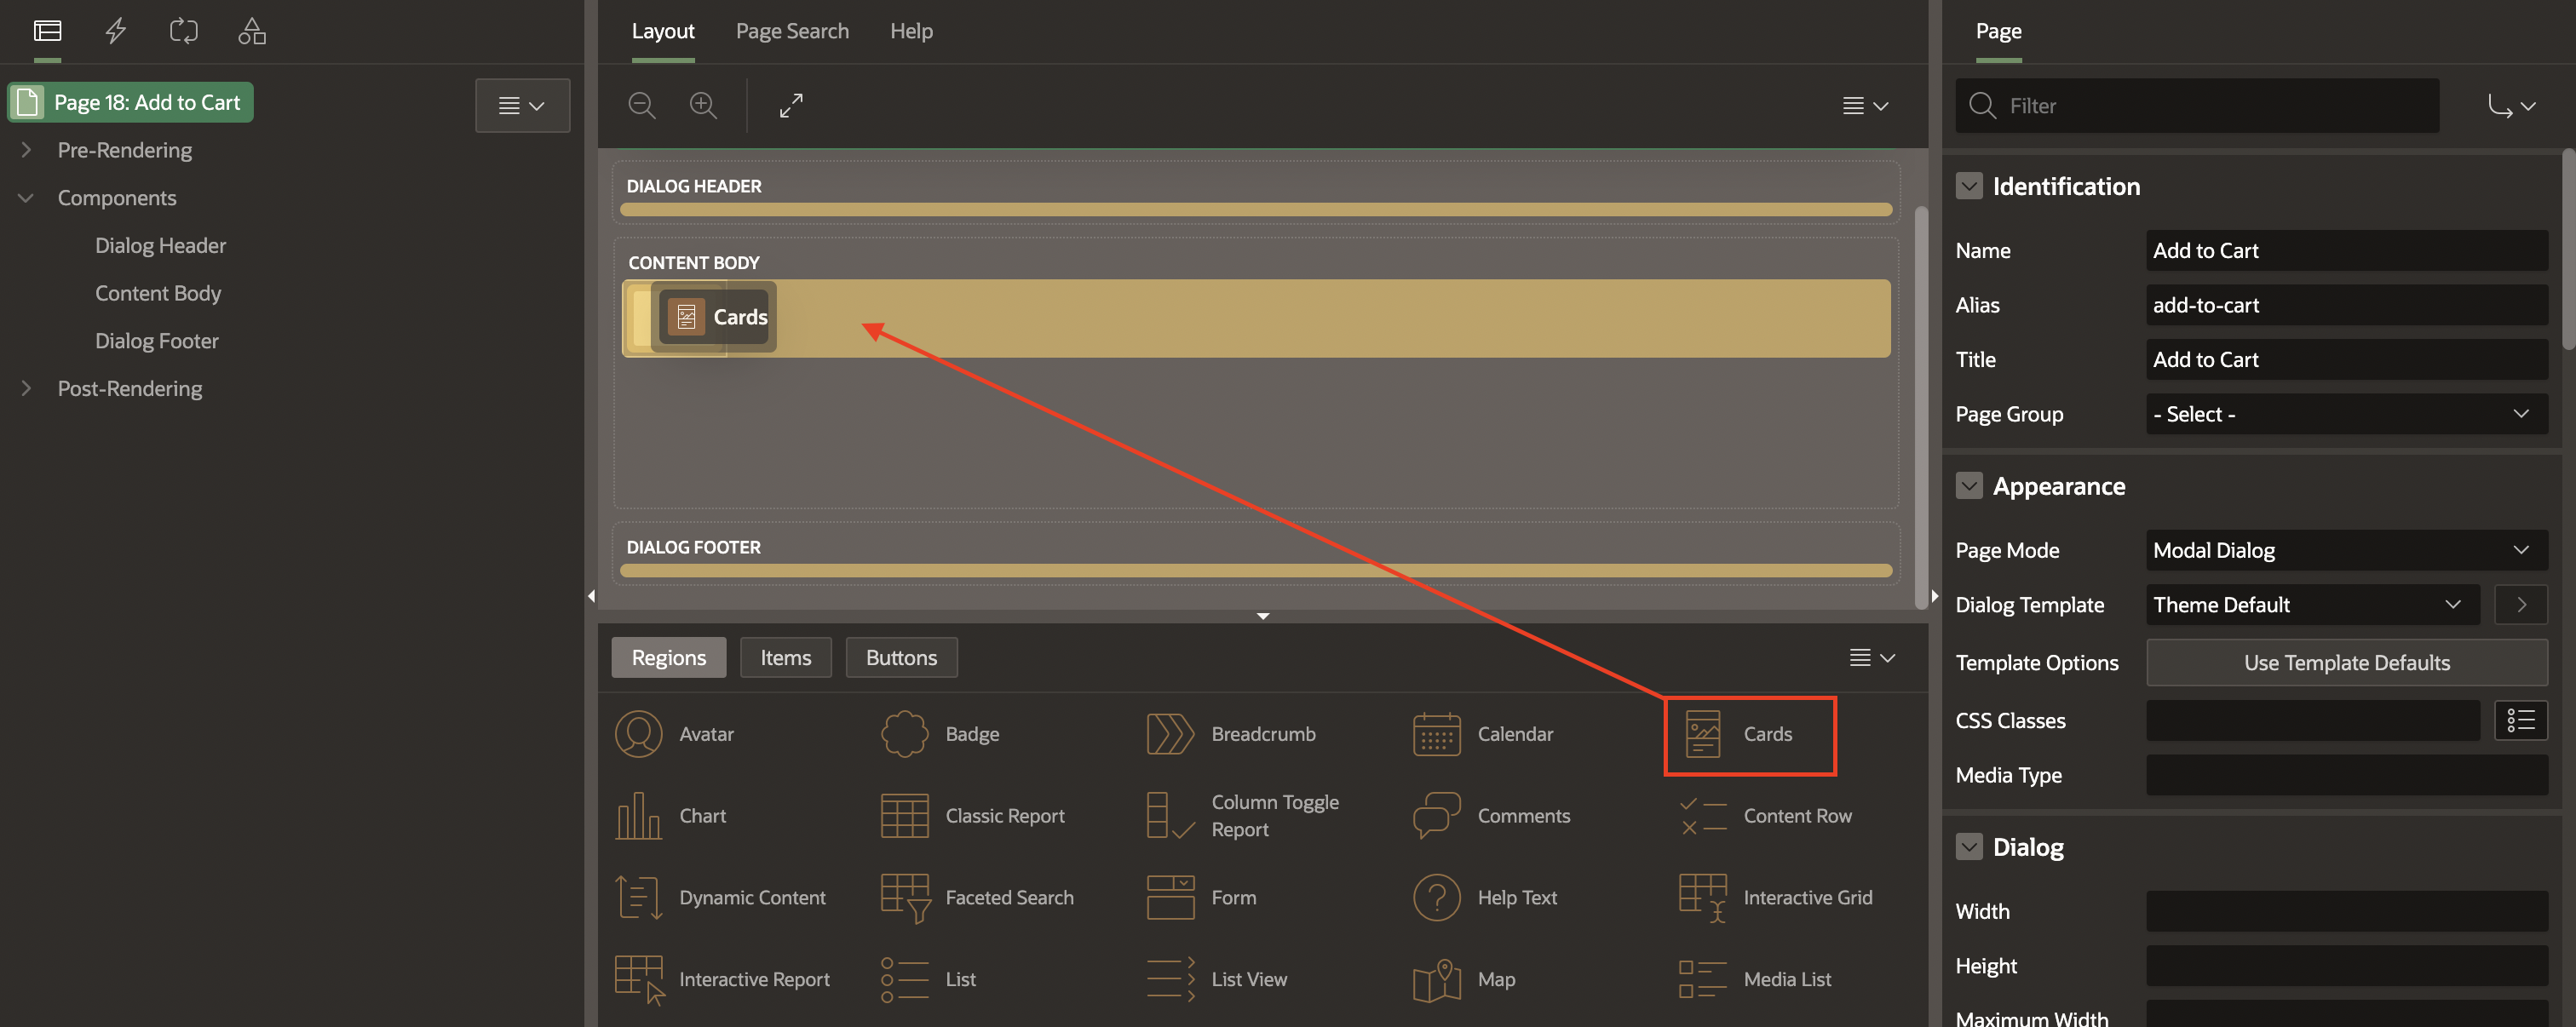 Page 18: Add to Cart
Pre-Rendering
Components
Dialog Header
Content Body
Dialog Footer
Post-Rendering
Layout
Page Search
Help
DIALOG HEADER
CONTENT BODY
Cards
DIALOG FOOTER
Regions
Items
Buttons
Avatar
Badge
Breadcrumb
Calendar
Cards
Chart
Classic Report
Column Toggle
Report
Comments
Content Row
Dynamic Content
Faceted Search
Form
Help Text
Interactive Grid
Interactive Report
List
List View
Map
Media List
Page
Filter
Identification
Name
Add to Cart
Alias
add-to-cart
Title
Add to Cart
Page Group
- Select -
Appearance
Page Mode
Modal Dialog
Dialog Template
Theme Default
Template Options
Use Template Defaults
CSS Classes
Media Type
Dialog
Width
Height
Maximum Width